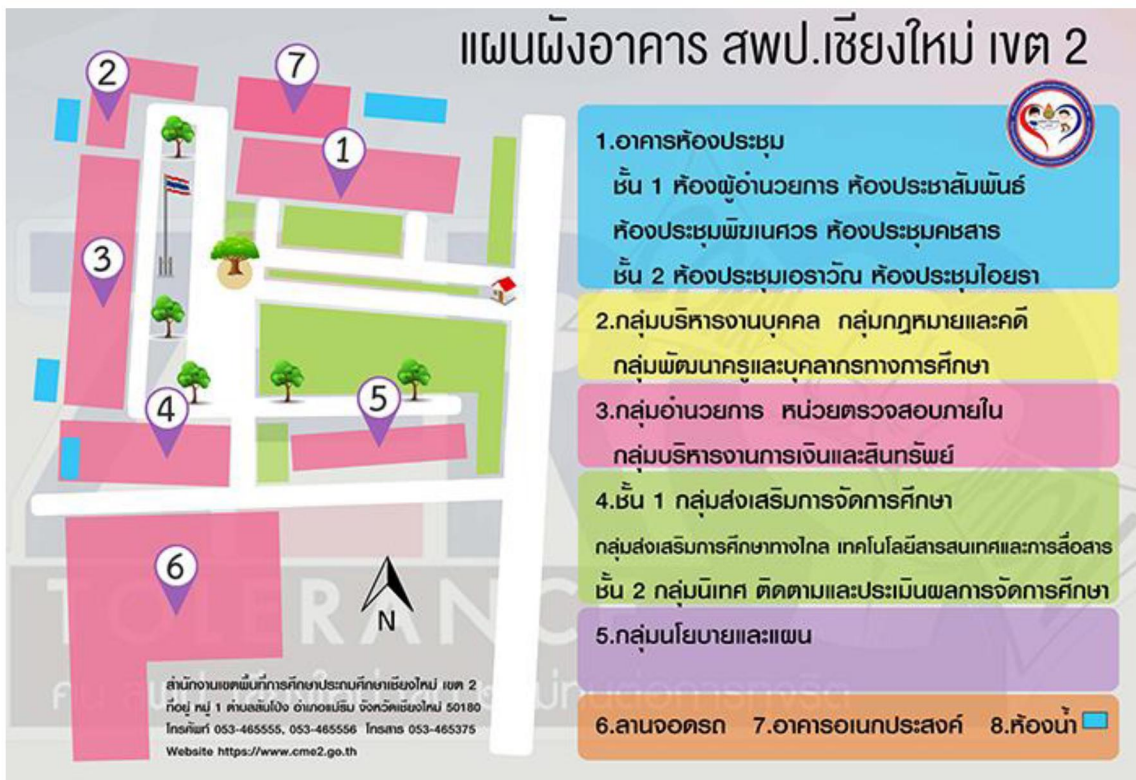 แผนผังอาคาร สพป.เชียงใหม่ เขต 2
2
7
1
3
4
5
6
N
1.อาคารห้องประชุม
ชั้น 1 ห้องผู้อำนวยการ ห้องประชาสัมพันธ์
ห้องประชุมพิฆเนศวร ห้องประชุมคชสาร
ชั้น 2 ห้องประชุมเอราวัณ ห้องประชุมไอยรา
2.กลุ่มบริหารงานบุคคล กลุ่มกฎหมายและคดี
กลุ่มพัฒนาครูและบุคลากรทางการศึกษา
3.กลุ่มอำนวยการ หน่วยตรวจสอบภายใน
กลุ่มบริหารงานการเงินและสินทรัพย์
4.ชั้น 1 กลุ่มส่งเสริมการจัดการศึกษา
กลุ่มส่งเสริมการศึกษาทางไกล เทคโนโลยีสารสนเทศและการสื่อสาร
ชั้น 2 กลุ่มนิเทศ ติดตามและประเมินผลการจัดการศึกษา
5.กลุ่มนโยบายและแผน
6.ลานจอดรถ 7.อาคารอเนกประสงค์ 8.ห้องน้ำ
TOLERANC
สำนักงานเขตพื้นที่การศึกษาประถมศึกษาเชียงใหม่ เขต 2
ที่อยู่ หมู่ 1 ตำบลสันโป่ง อำเภอแม่ริม จังหวัดเชียงใหม่ 50180
โทรศัพท์ 053-465555, 053-465556 โทรสาร 053-465375
Website https://www.cme2.go.th